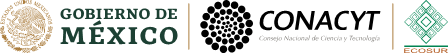 GOBIERNO DE
MÉXICO
CONACYT
Consejo Nacional de Ciencia y Tecnología
ECOSUR